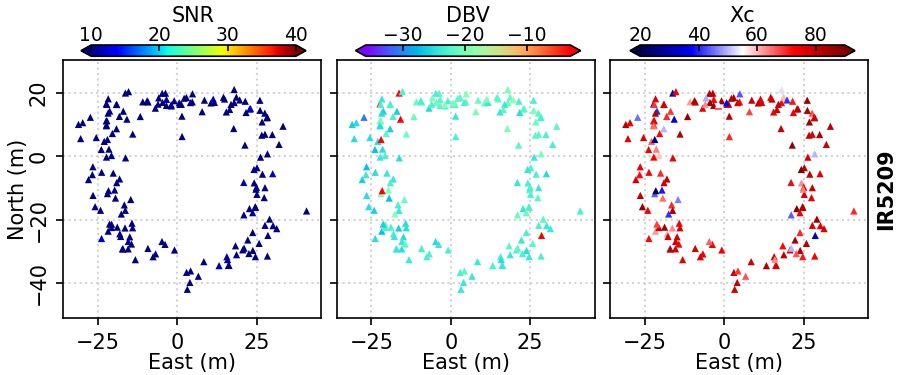 SNR DBV Xc
10 20 30 40 −30 −20 −10 20 40 60 80
20
0
−20
−40
North (m)
−25 0 25 −25 0 25 −25 0 25
East (m) East (m) East (m)
IR5209